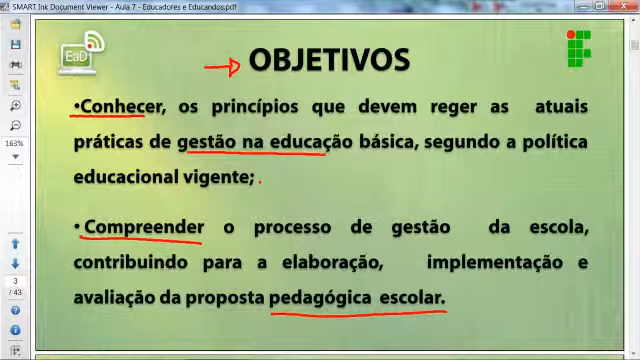 SMART Ink Document Viewer - Aula 7 - Educadores e Educandos.pdf
EaD
OBJETIVOS
•Conhecer, os princípios que devem reger as atuais
práticas de gestão na educação básica, segundo a política
educacional vigente;
163%
• Compreender o processo de gestão da escola,
contribuindo para a elaboração, implementação e
avaliação da proposta pedagógica escolar.
3
/ 43